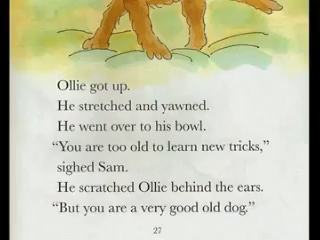 Ollie got up.
He stretched and yawned.
He went over to his bowl.
“You are too old to learn new tricks,”
sighed Sam.
He scratched Ollie behind the ears.
“But you are a very good old dog.”
27